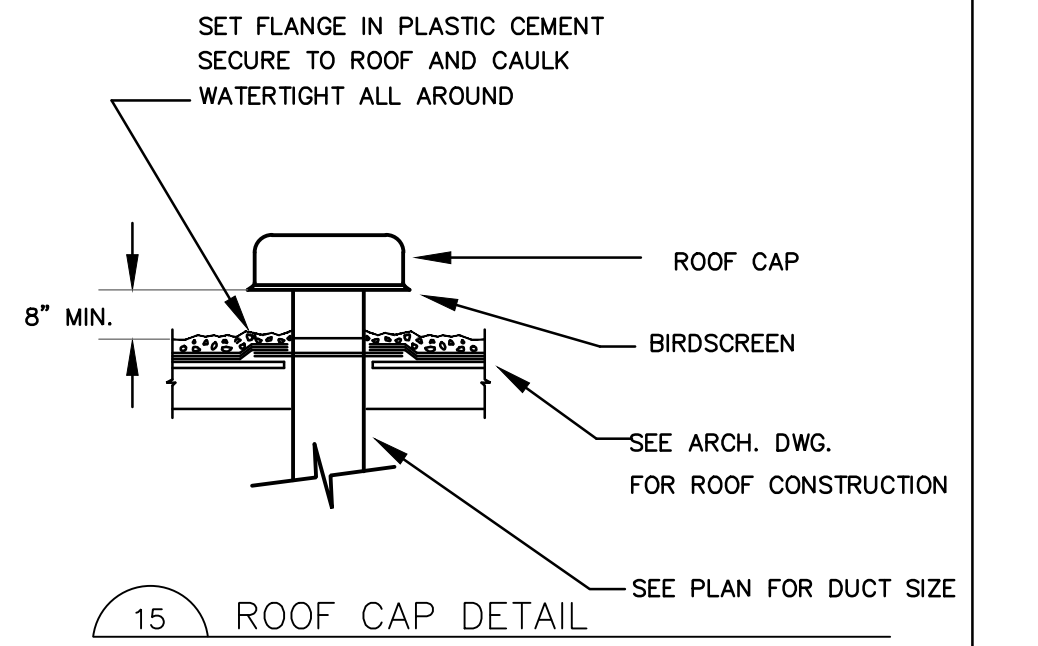 SET FLANGE IN PLASTIC CEMENT
SECURE TO ROOF AND CAULK
WATERTIGHT ALL AROUND
ROOF CAP
8" MIN.
BIRDSCREEN
SEE ARCH. DWG.
FOR ROOF CONSTRUCTION
SEE PLAN FOR DUCT SIZE
15 ROOF CAP DETAIL